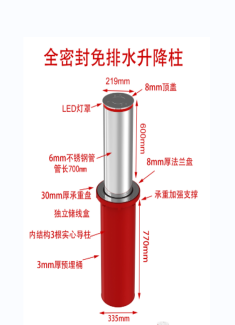 全密封免排水升降柱
219mm
8mm顶盖
LED灯罩
600mm
6mm不锈钢管
管长700mm
8mm厚法兰盘
30mm厚承重盘
承重加强支撑
独立储线盒
770mm
内结构3根实心导柱
3mm厚预埋桶
335mm